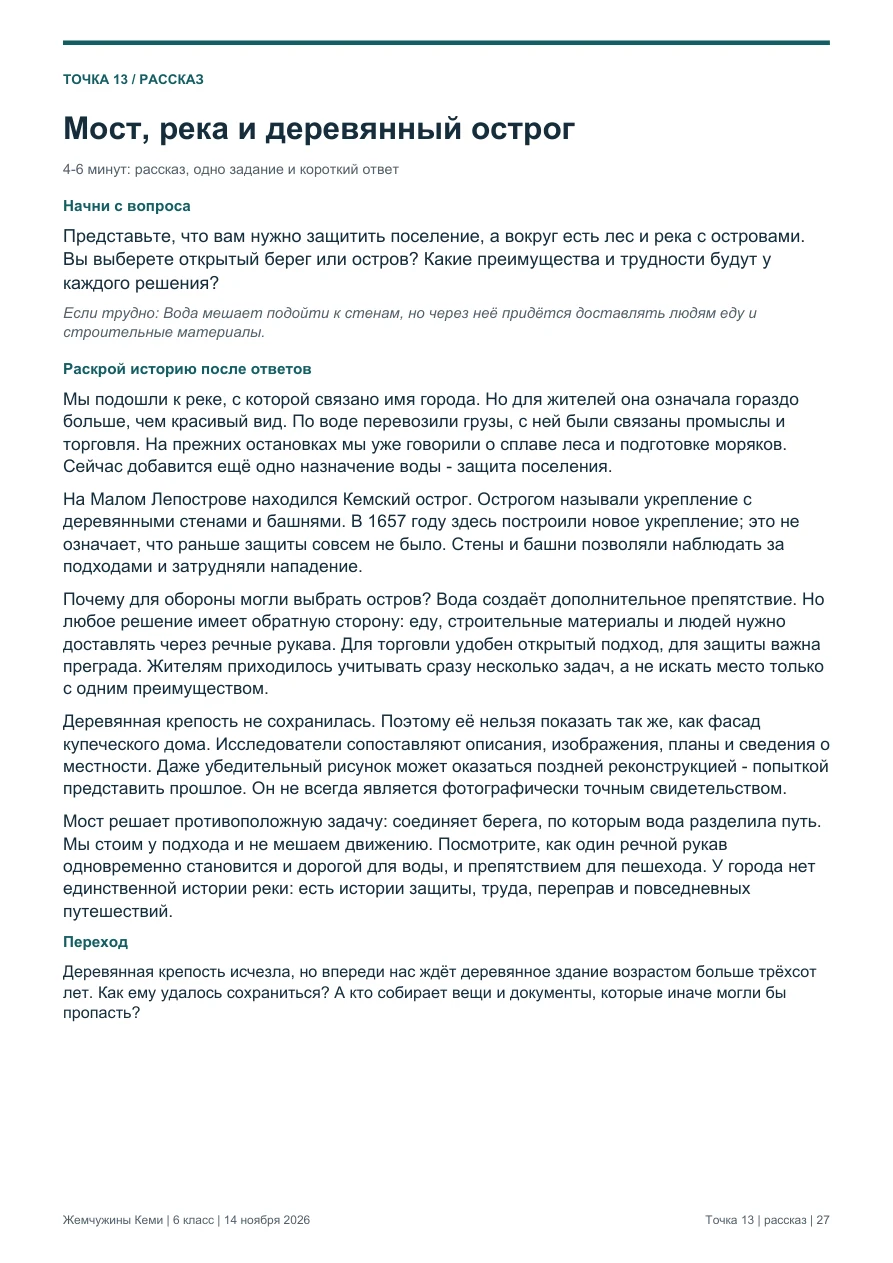 ТОЧКА 13 / РАССКАЗ
Мост, река и деревянный острог
4-6 минут: рассказ, одно задание и короткий ответ
Начни с вопроса
Представьте, что вам нужно защитить поселение, а вокруг есть лес и река с островами.
Вы выберете открытый берег или остров? Какие преимущества и трудности будут у
каждого решения?
Если трудно: Вода мешает подойти к стенам, но через неё придётся доставлять людям еду и
строительные материалы.
Раскрой историю после ответов
Мы подошли к реке, с которой связано имя города. Но для жителей она означала гораздо
больше, чем красивый вид. По воде перевозили грузы, с ней были связаны промыслы и
торговля. На прежних остановках мы уже говорили о сплаве леса и подготовке моряков.
Сейчас добавится ещё одно назначение воды - защита поселения.
На Малом Лепострове находился Кемский острог. Острогом называли укрепление с
деревянными стенами и башнями. В 1657 году здесь построили новое укрепление; это не
означает, что раньше защиты совсем не было. Стены и башни позволяли наблюдать за
подходами и затрудняли нападение.
Почему для обороны могли выбрать остров? Вода создаёт дополнительное препятствие. Но
любое решение имеет обратную сторону: еду, строительные материалы и людей нужно
доставлять через речные рукава. Для торговли удобен открытый подход, для защиты важна
преграда. Жителям приходилось учитывать сразу несколько задач, а не искать место только
с одним преимуществом.
Деревянная крепость не сохранилась. Поэтому её нельзя показать так же, как фасад
купеческого дома. Исследователи сопоставляют описания, изображения, планы и сведения о
местности. Даже убедительный рисунок может оказаться поздней реконструкцией - попыткой
представить прошлое. Он не всегда является фотографически точным свидетельством.
Мост решает противоположную задачу: соединяет берега, по которым вода разделила путь.
Мы стоим у подхода и не мешаем движению. Посмотрите, как один речной рукав
одновременно становится и дорогой для воды, и препятствием для пешехода. У города нет
единственной истории реки: есть истории защиты, труда, переправ и повседневных
путешествий.
Переход
Деревянная крепость исчезла, но впереди нас ждёт деревянное здание возрастом больше трёхсот
лет. Как ему удалось сохраниться? А кто собирает вещи и документы, которые иначе могли бы
пропасть?
Жемчужины Кеми | 6 класс | 14 ноября 2026
Точка 13 | рассказ | 27